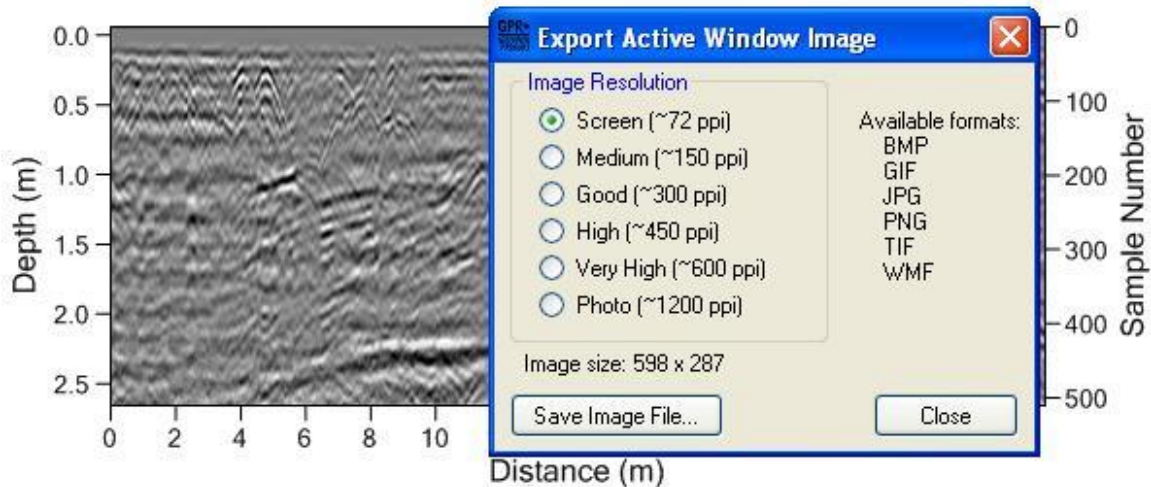 GPR+
Export Active Window Image
Image Resolution
Screen (~72 ppi)
Medium (~150 ppi)
Good (~300 ppi)
High (~450 ppi)
Very High (~600 ppi)
Photo (~1200 ppi)
Available formats:
BMP
GIF
JPG
PNG
TIF
WMF
Image size: 598 x 287
Save Image File...
Close
Depth (m)
0.0
0.5
1.0
1.5
2.0
2.5
0 2 4 6 8 10
Distance (m)
0
100
200
300
400
500
Sample Number